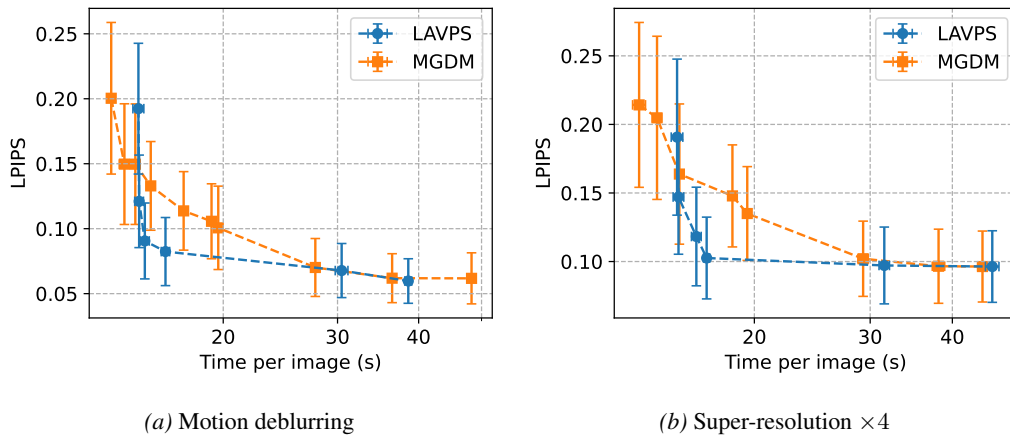 LAVPS
MGDM
0.25
0.20
0.15
0.10
0.05
LPIPS
20
30
40
Time per image (s)
(a) Motion deblurring
LAVPS
MGDM
0.25
0.20
0.15
0.10
LPIPS
20
30
40
Time per image (s)
(b) Super-resolution ×4